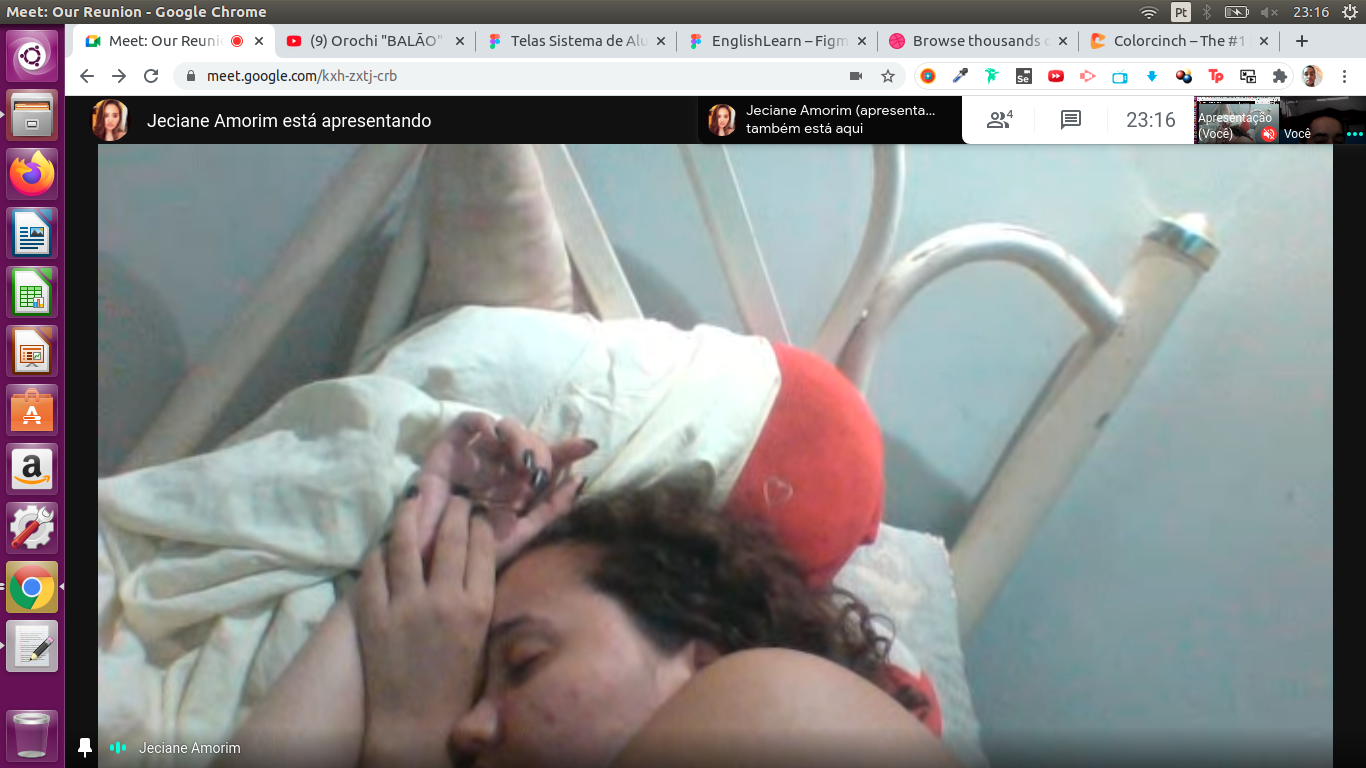 Meet: Our Reunion - Google Chrome
Pt
23:16
Meet: Our Reuni
(9) Orochi "BALÃO"
Telas Sistema de Alu
EnglishLearn – Figm
Browse thousands o
Colorcinch – The #1
meet.google.com/kxh-zxtj-crb
Se
Tp
Jeciane Amorim está apresentando
Jeciane Amorim (apresenta...
também está aqui
4
23:16
Apresentação
(Você)
Você
a
Jeciane Amorim